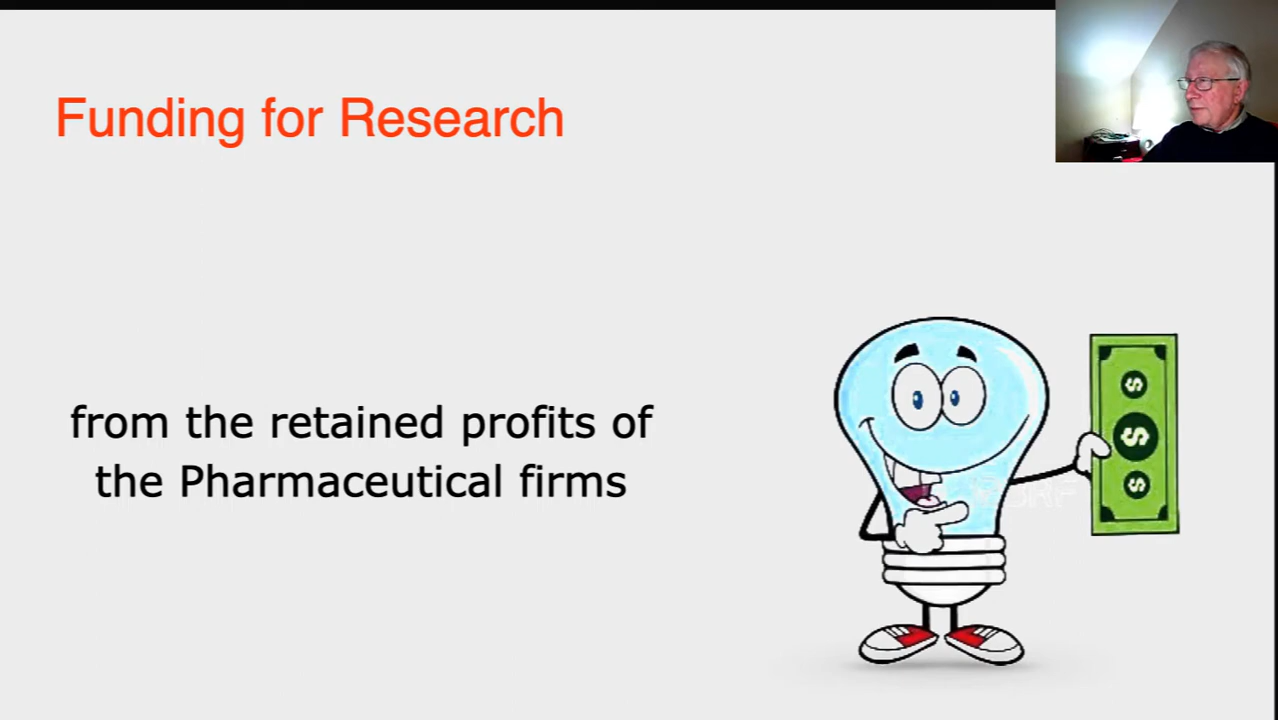 Funding for Research
from the retained profits of
the Pharmaceutical firms
$
$
$